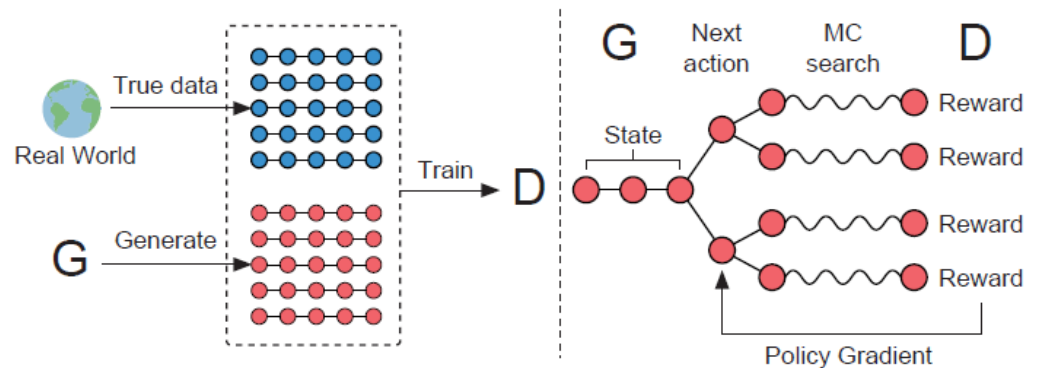 True data
Real World
G
Generate
Train
D
G
Next
action
MC
search
D
State
Reward
Reward
Reward
Reward
Policy Gradient